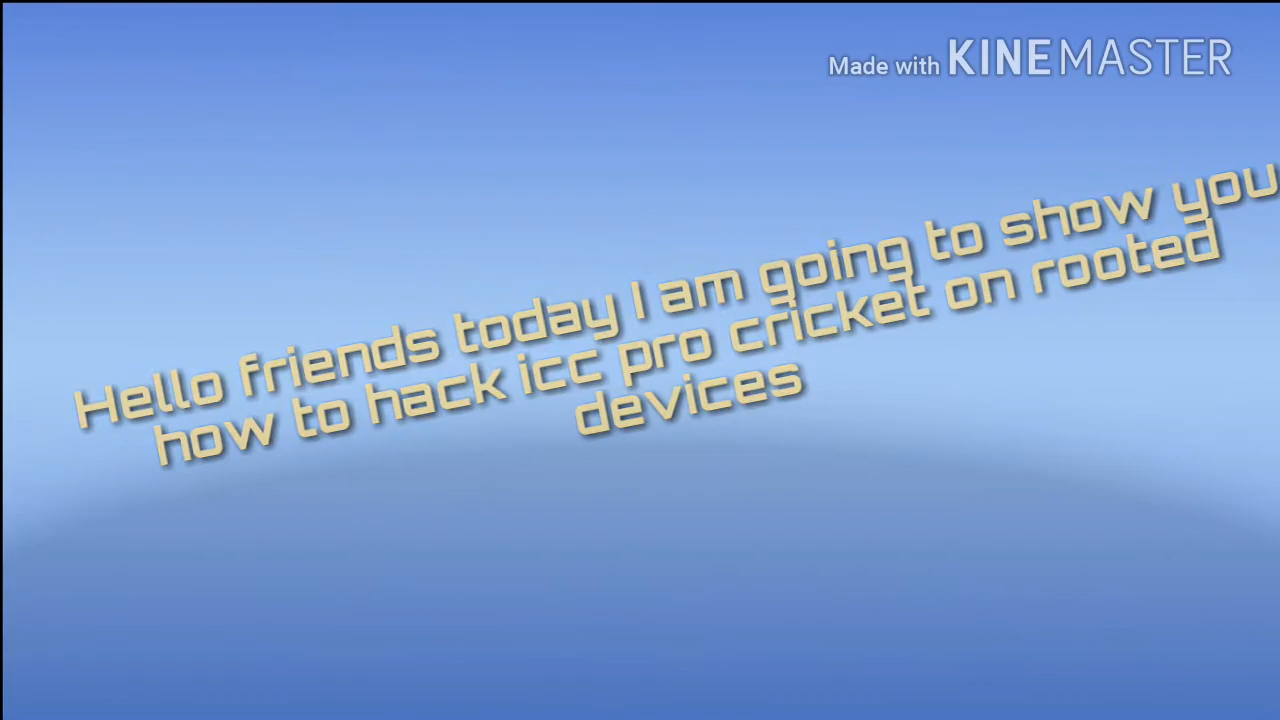 Made with KINEMASTER
Hello friends today I am going to show you
how to hack icc pro cricket on rooted
devices